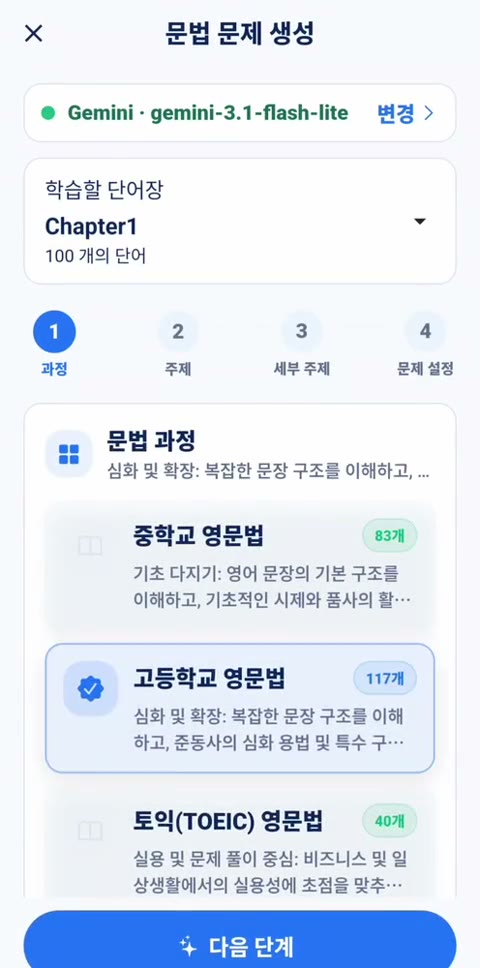 문법 문제 생성
Gemini · gemini-3.1-flash-lite 변경
학습할 단어장
Chapter1
100 개의 단어
1 2 3 4
과정 주제 세부 주제 문제 설정
문법 과정
심화 및 확장: 복잡한 문장 구조를 이해하고, ...
중학교 영문법 83개
기초 다지기: 영어 문장의 기본 구조를
이해하고, 기초적인 시제와 품사의 활...
고등학교 영문법 117개
심화 및 확장: 복잡한 문장 구조를 이해
하고, 준동사의 심화 용법 및 특수 구...
토익(TOEIC) 영문법 40개
실용 및 문제 풀이 중심: 비즈니스 및 일
상생활에서의 실용성에 초점을 맞추...
다음 단계